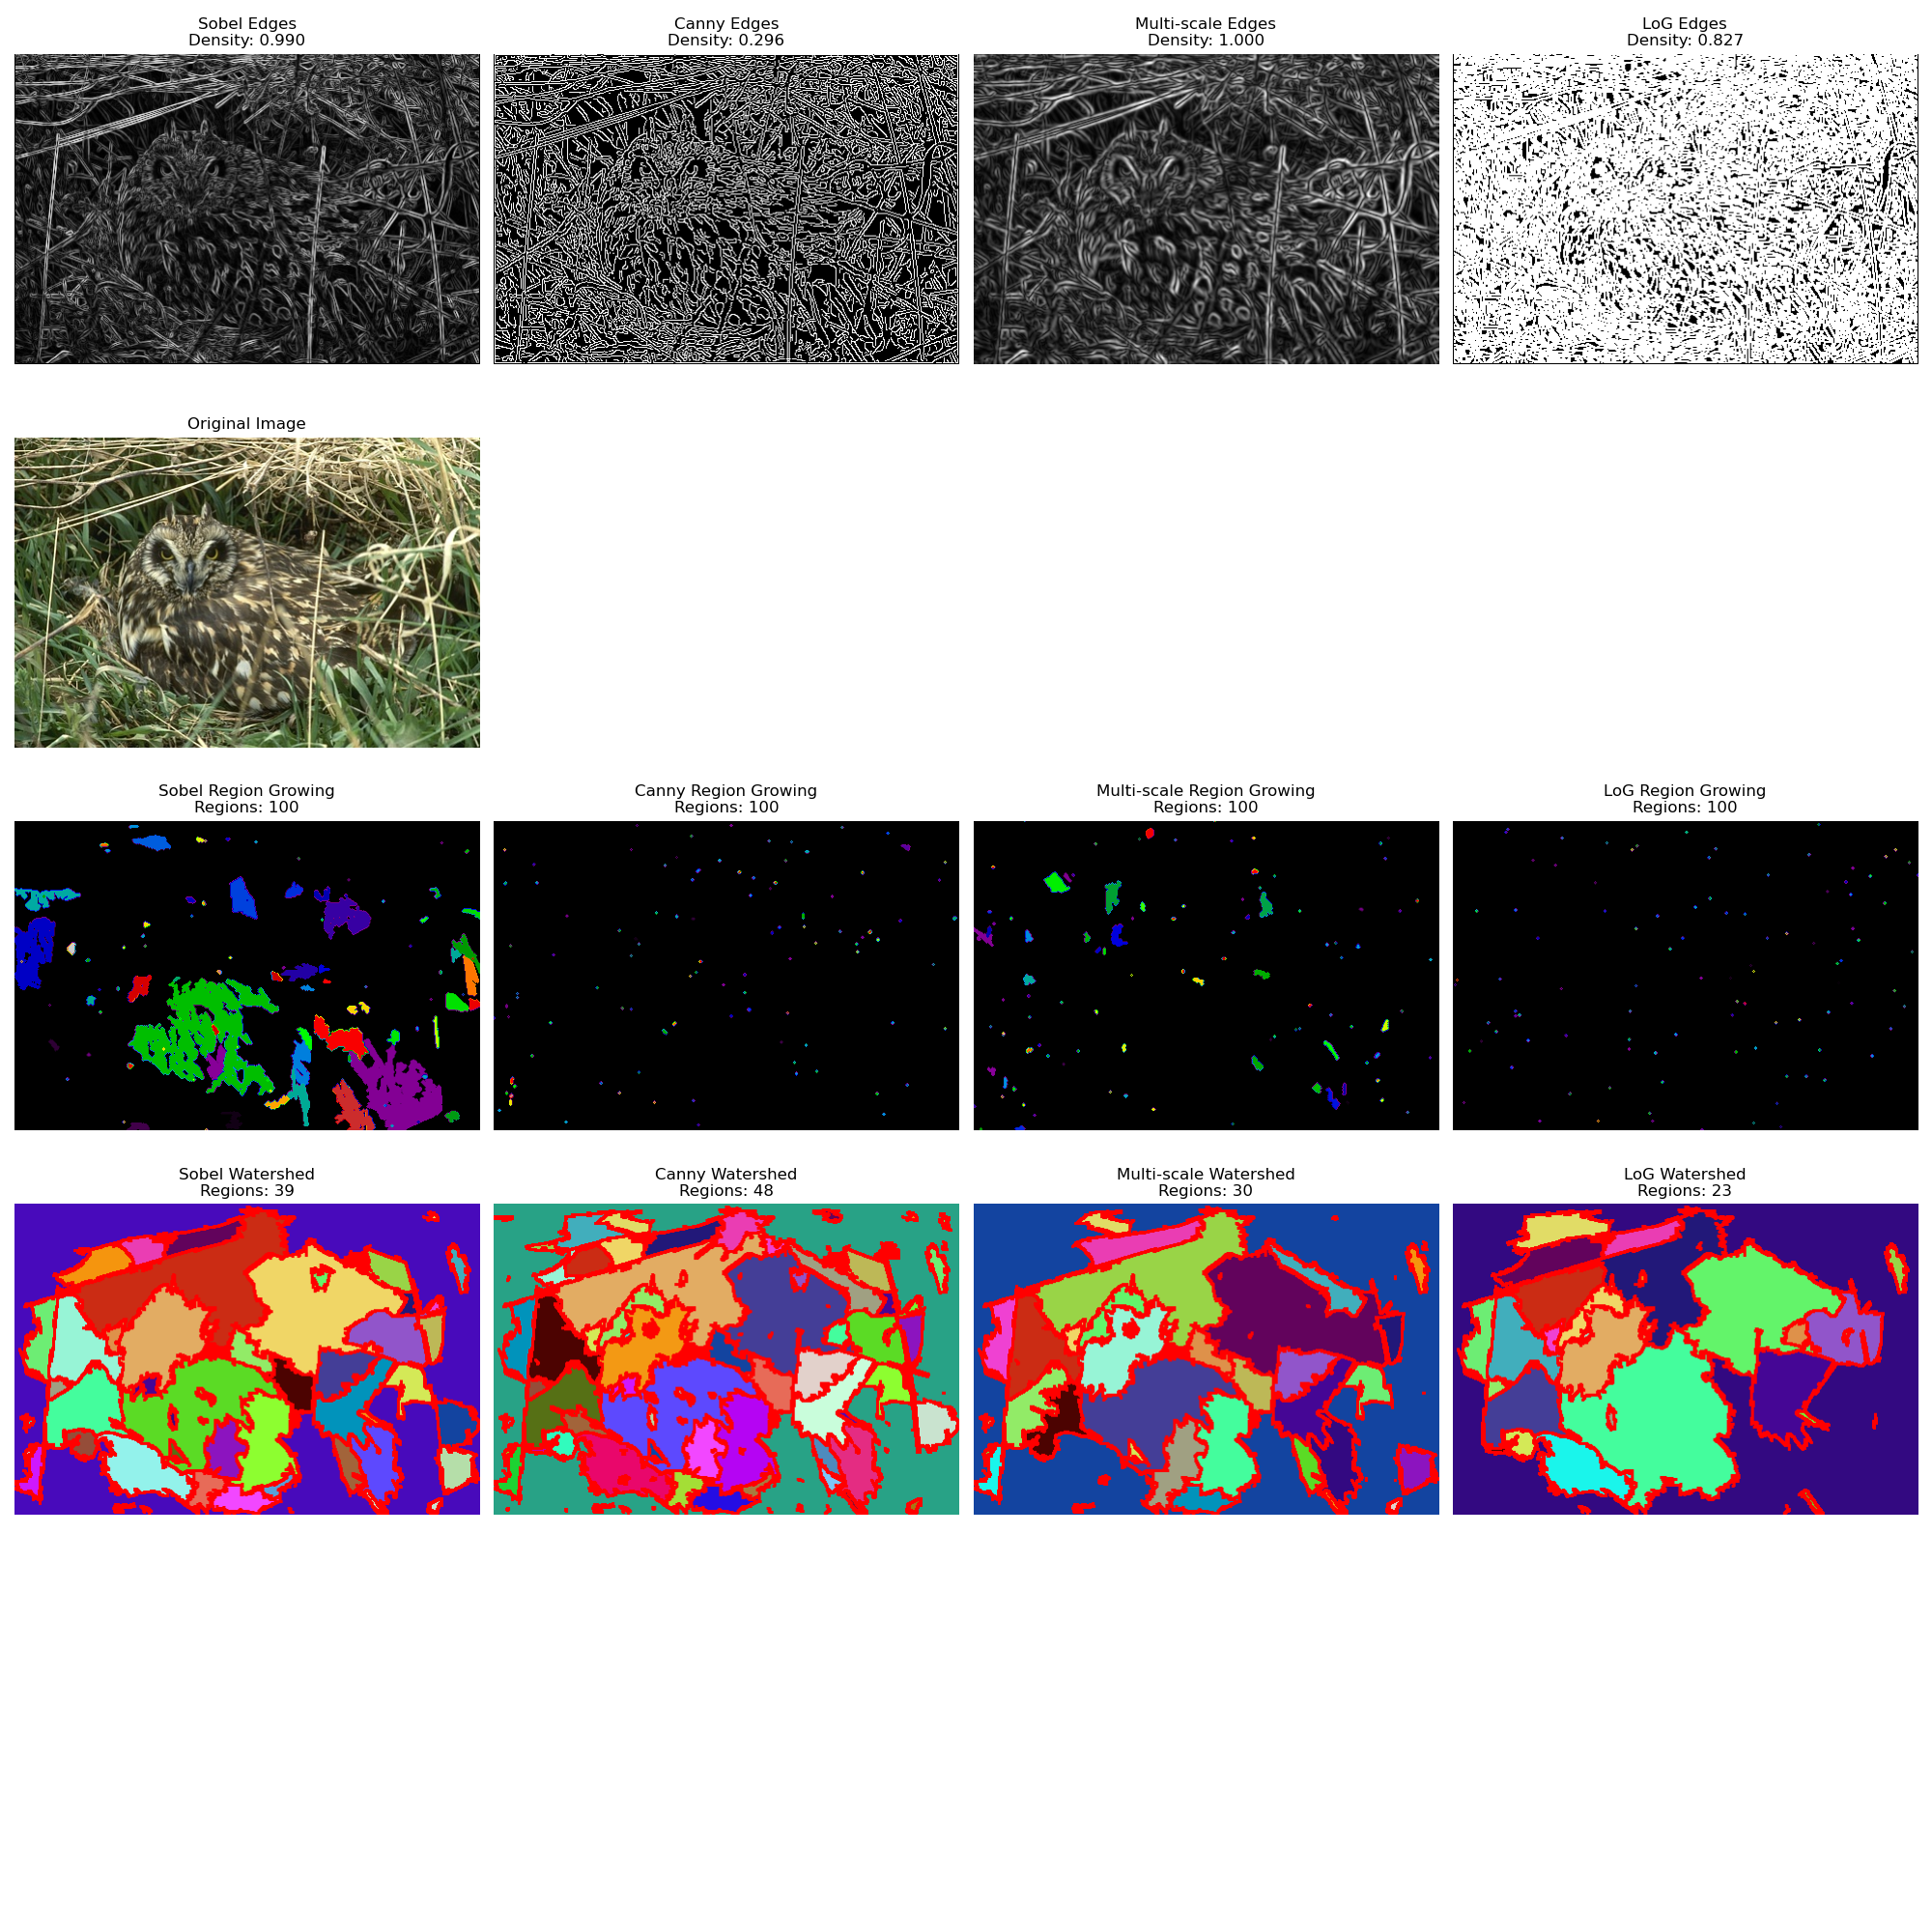 Sobel Edges
Density: 0.990
Canny Edges
Density: 0.296
Multi-scale Edges
Density: 1.000
LoG Edges
Density: 0.827
Original Image
Sobel Region Growing
Regions: 100
Canny Region Growing
Regions: 100
Multi-scale Region Growing
Regions: 100
LoG Region Growing
Regions: 100
Sobel Watershed
Regions: 39
Canny Watershed
Regions: 48
Multi-scale Watershed
Regions: 30
LoG Watershed
Regions: 23